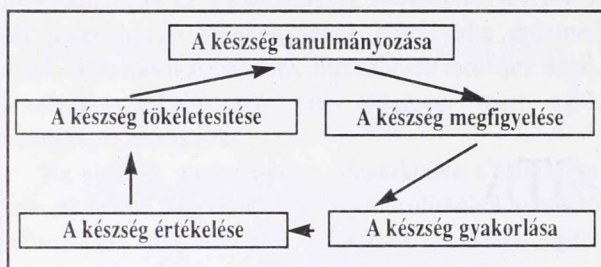 A készség tanulmányozása
A készség tökéletesítése
A készség megfigyelése
A készség értékelése
A készség gyakorlása